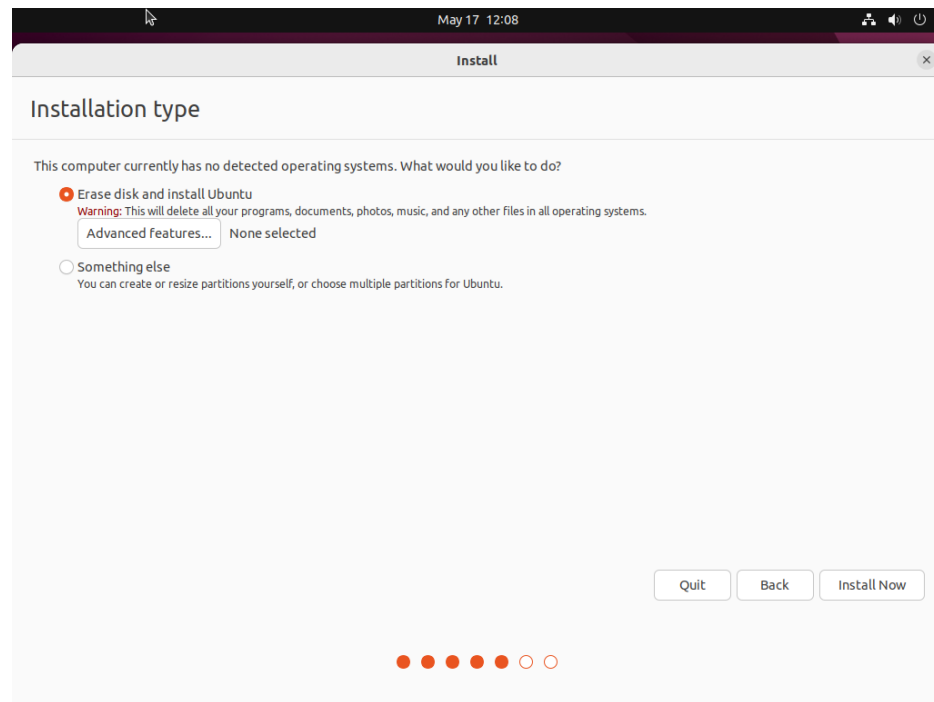 May 17 12:08
Install
Installation type
This computer currently has no detected operating systems. What would you like to do?
Erase disk and install Ubuntu
Warning: This will delete all your programs, documents, photos, music, and any other files in all operating systems.
Advanced features... None selected
Something else
You can create or resize partitions yourself, or choose multiple partitions for Ubuntu.
Quit Back Install Now